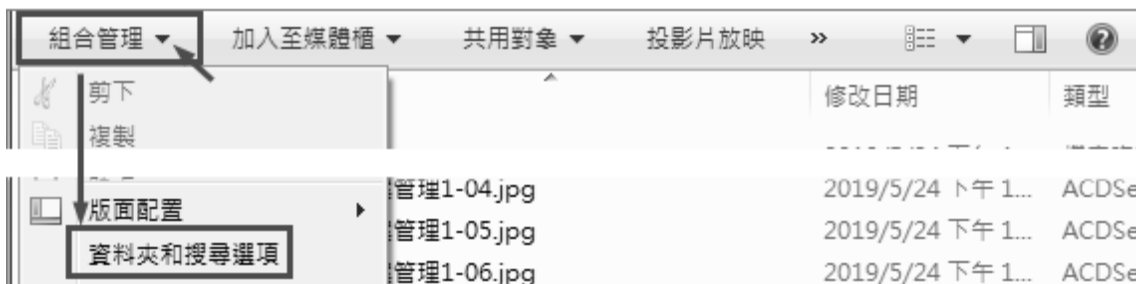 組合管理 加入至媒體櫃 共用對象 投影片放映 »
剪下 修改日期 類型
複製
管理1-04.jpg 2019/5/24 下午 1... ACDSe
版面配置
管理1-05.jpg 2019/5/24 下午 1... ACDSe
資料夾和搜尋選項
管理1-06.jpg 2019/5/24 下午 1... ACDSe